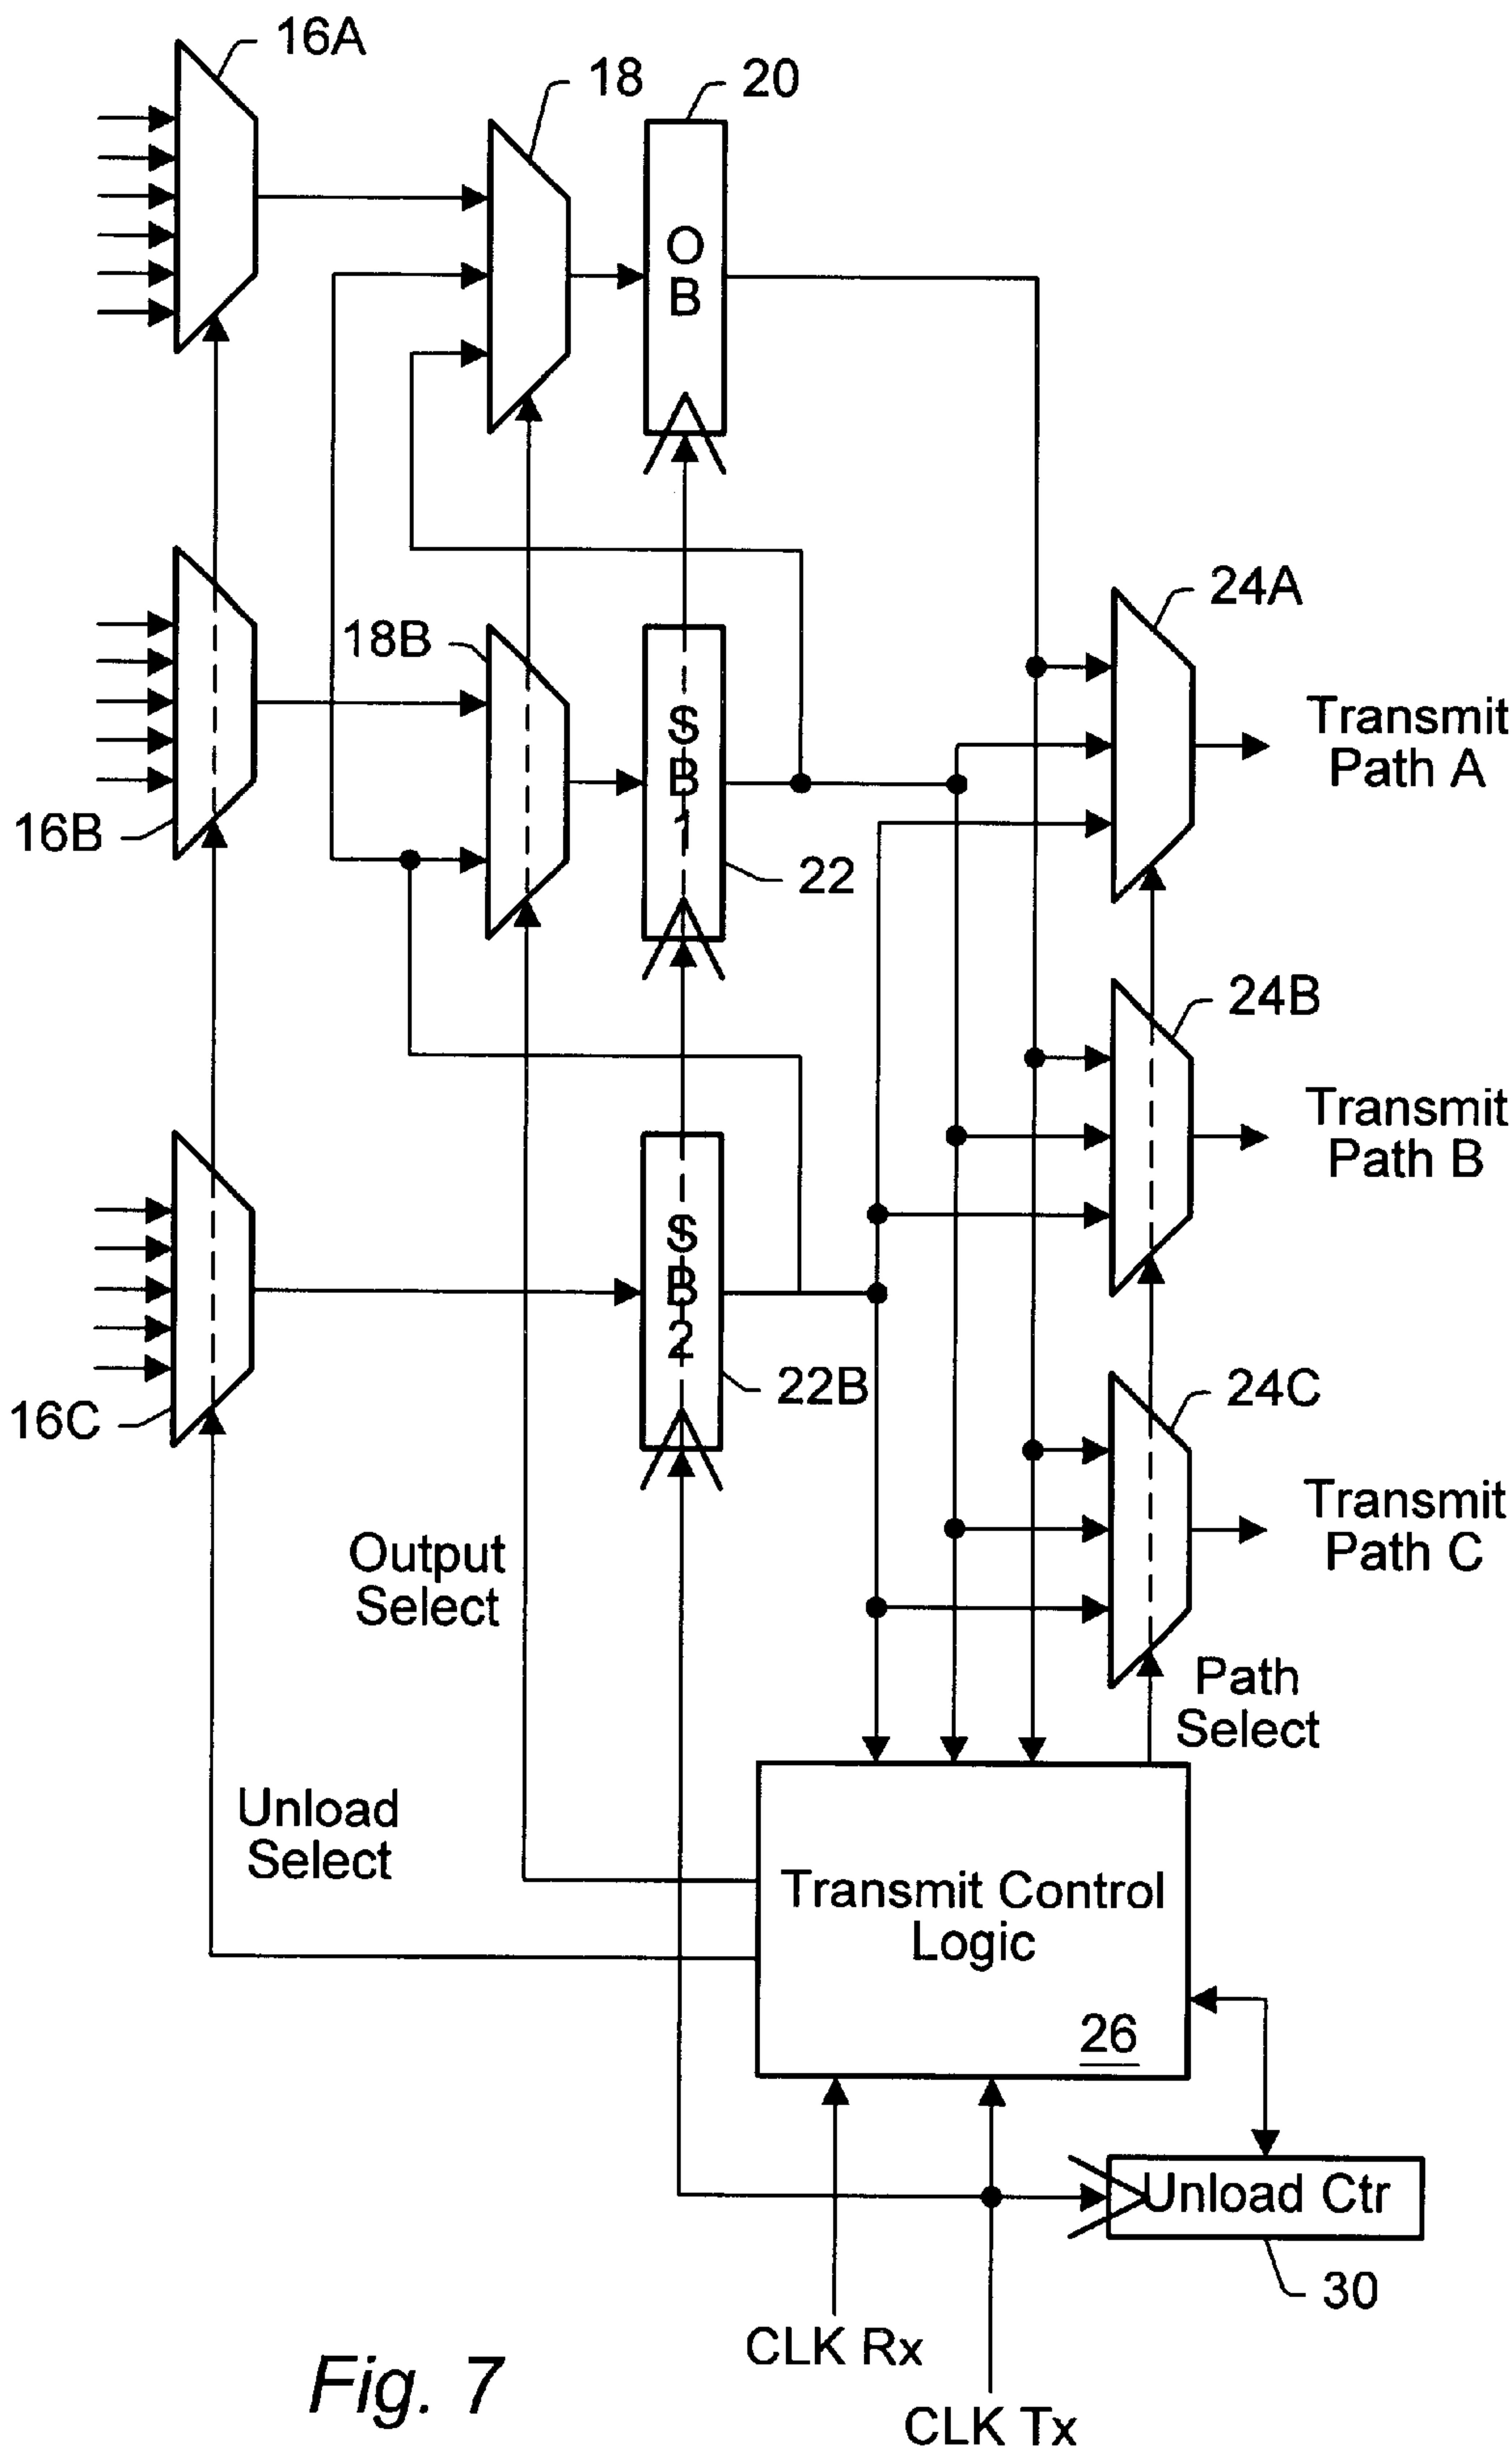 16A
18
20
O
B
24A
18B
S
B
1
Transmit
Path A
16B
22
24B
Transmit
Path B
S
B
2
22B
24C
16C
Transmit
Path C
Output
Select
Path
Select
Unload
Select
Transmit Control
Logic
26
Unload Ctr
30
CLK Rx
CLK Tx
Fig. 7